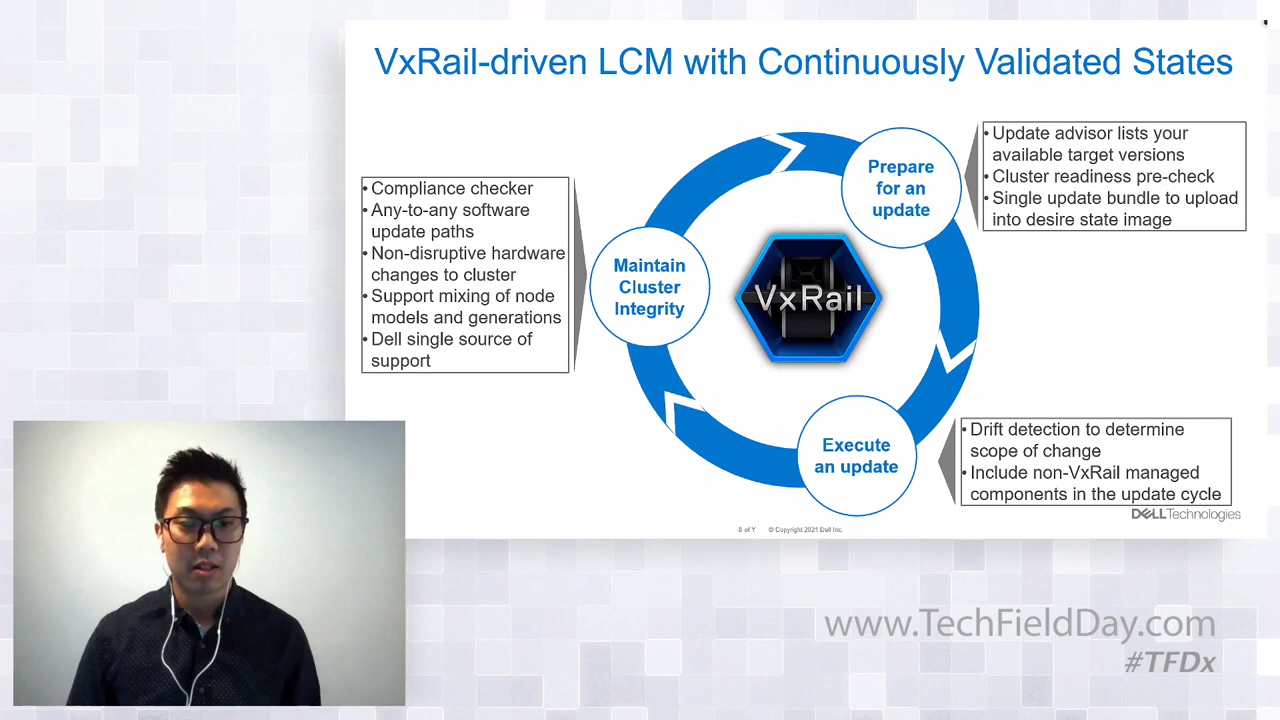 VxRail-driven LCM with Continuously Validated States
• Compliance checker
• Any-to-any software
update paths
• Non-disruptive hardware
changes to cluster
• Support mixing of node
models and generations
• Dell single source of
support
Maintain
Cluster
Integrity
VxRail
Prepare
for an
update
• Update advisor lists your
available target versions
• Cluster readiness pre-check
• Single update bundle to upload
into desire state image
Execute
an update
• Drift detection to determine
scope of change
• Include non-VxRail managed
components in the update cycle
DELLTechnologies
8 of Y © Copyright 2021 Dell Inc.
www.TechFieldDay.com
#TFDx